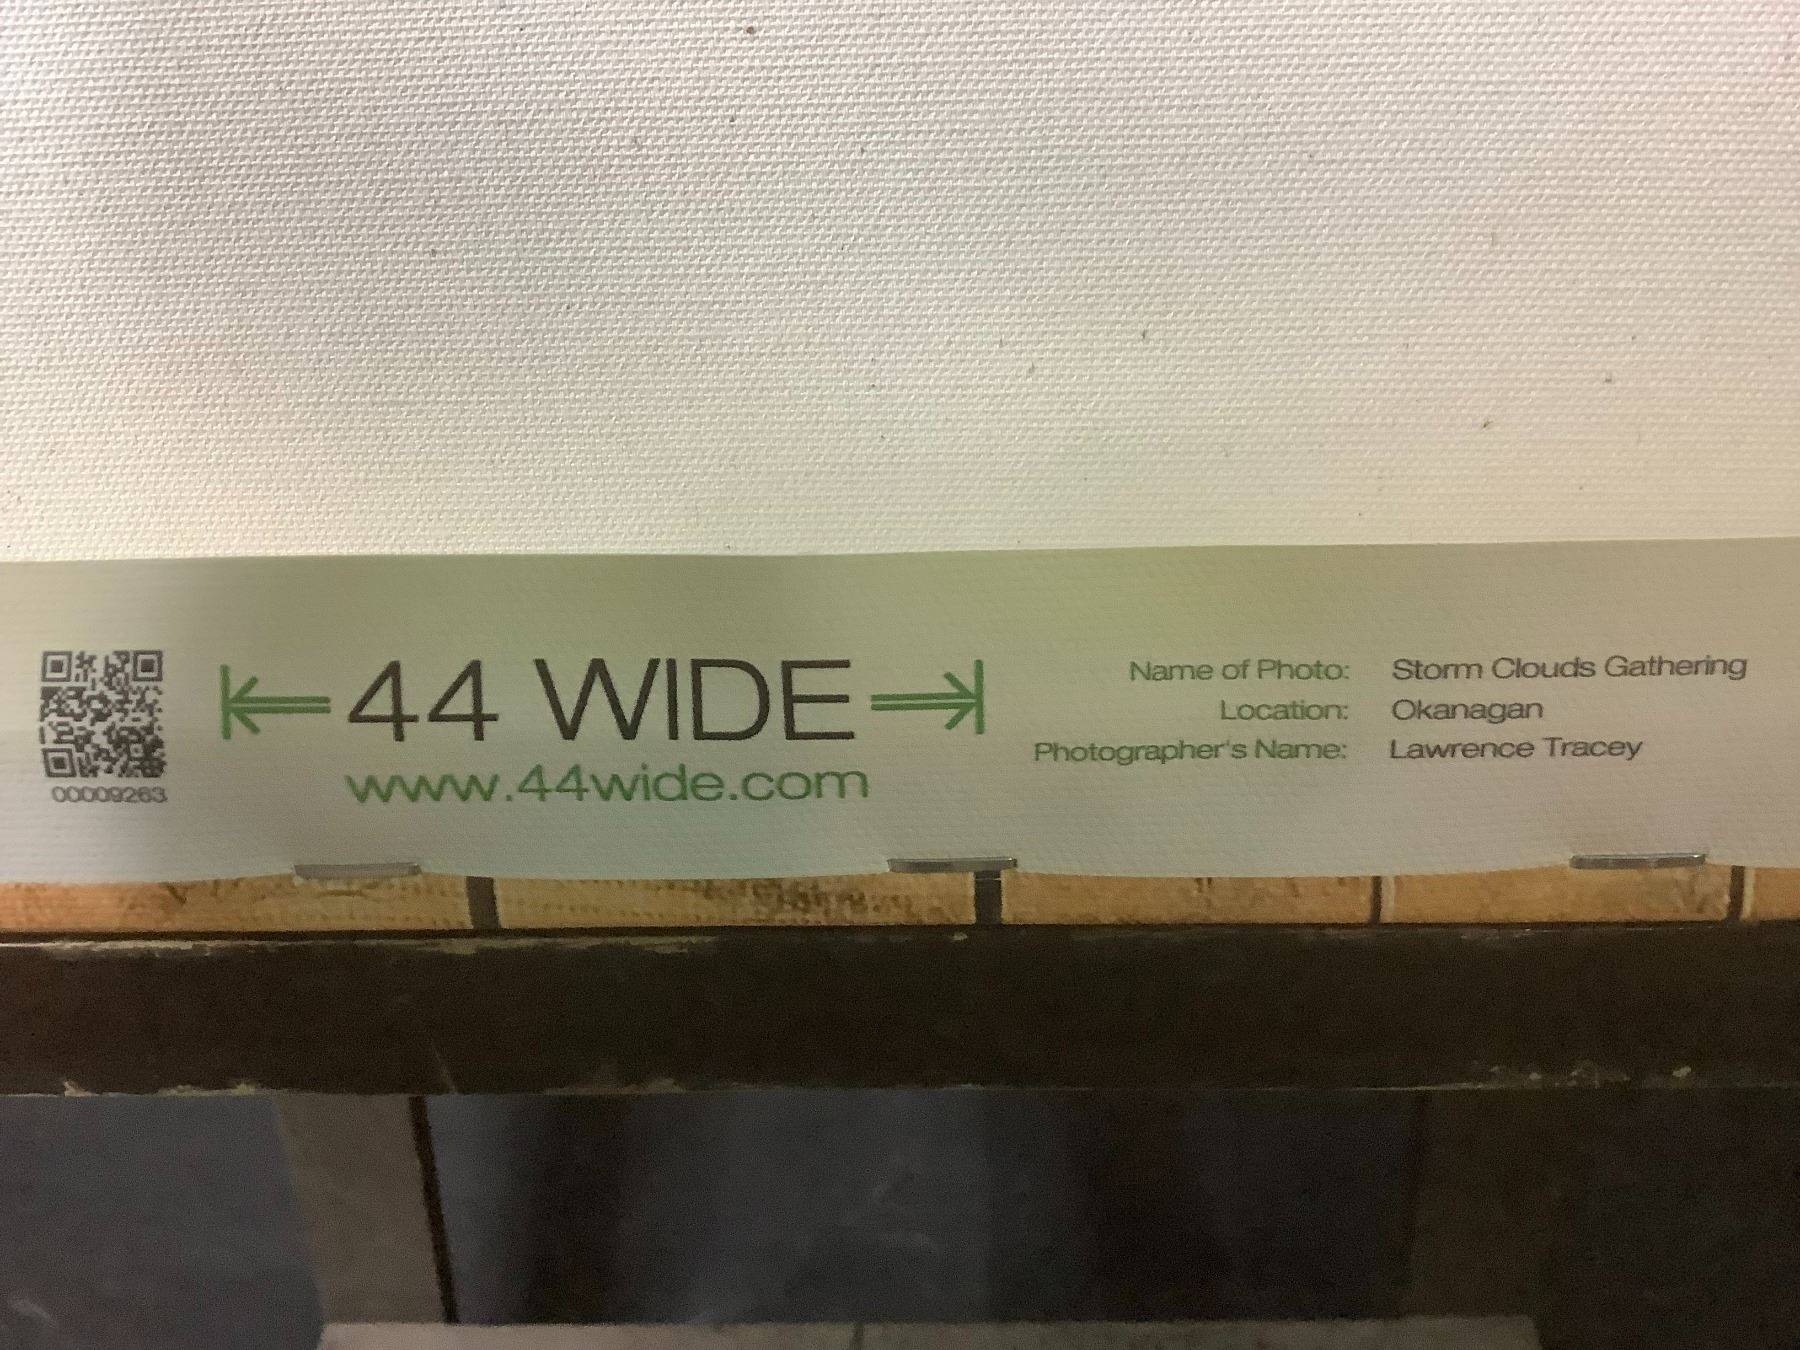 00009263
44 WIDE
www.44wide.com
Name of Photo: Storm Clouds Gathering
Location: Okanagan
Photographer's Name: Lawrence Tracey